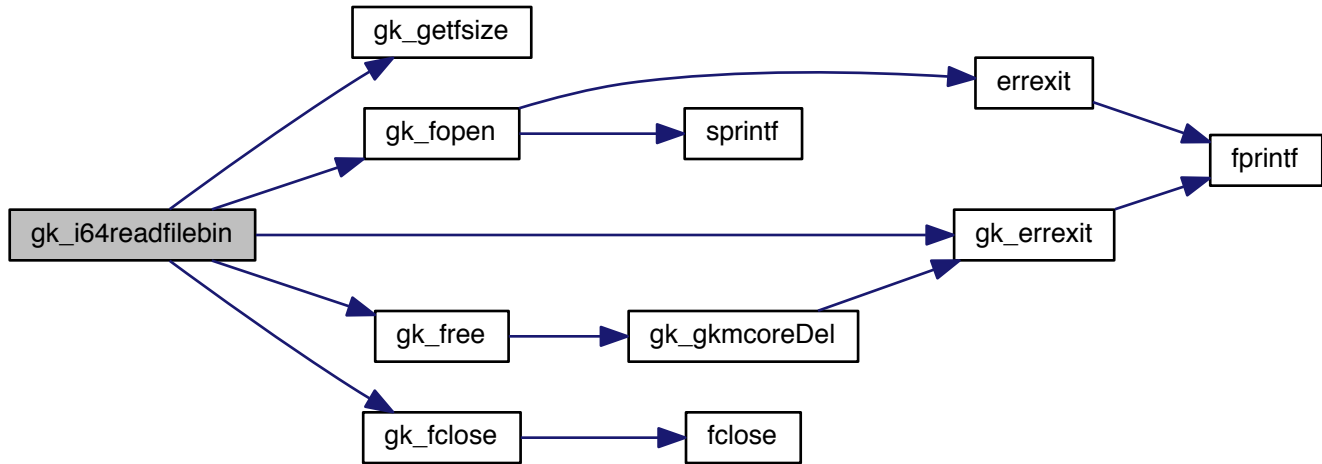 gk_getfsize
errexit
gk_fopen
sprintf
fprintf
gk_i64readfilebin
gk_errexit
gk_free
gk_gkmcoreDel
gk_fclose
fclose